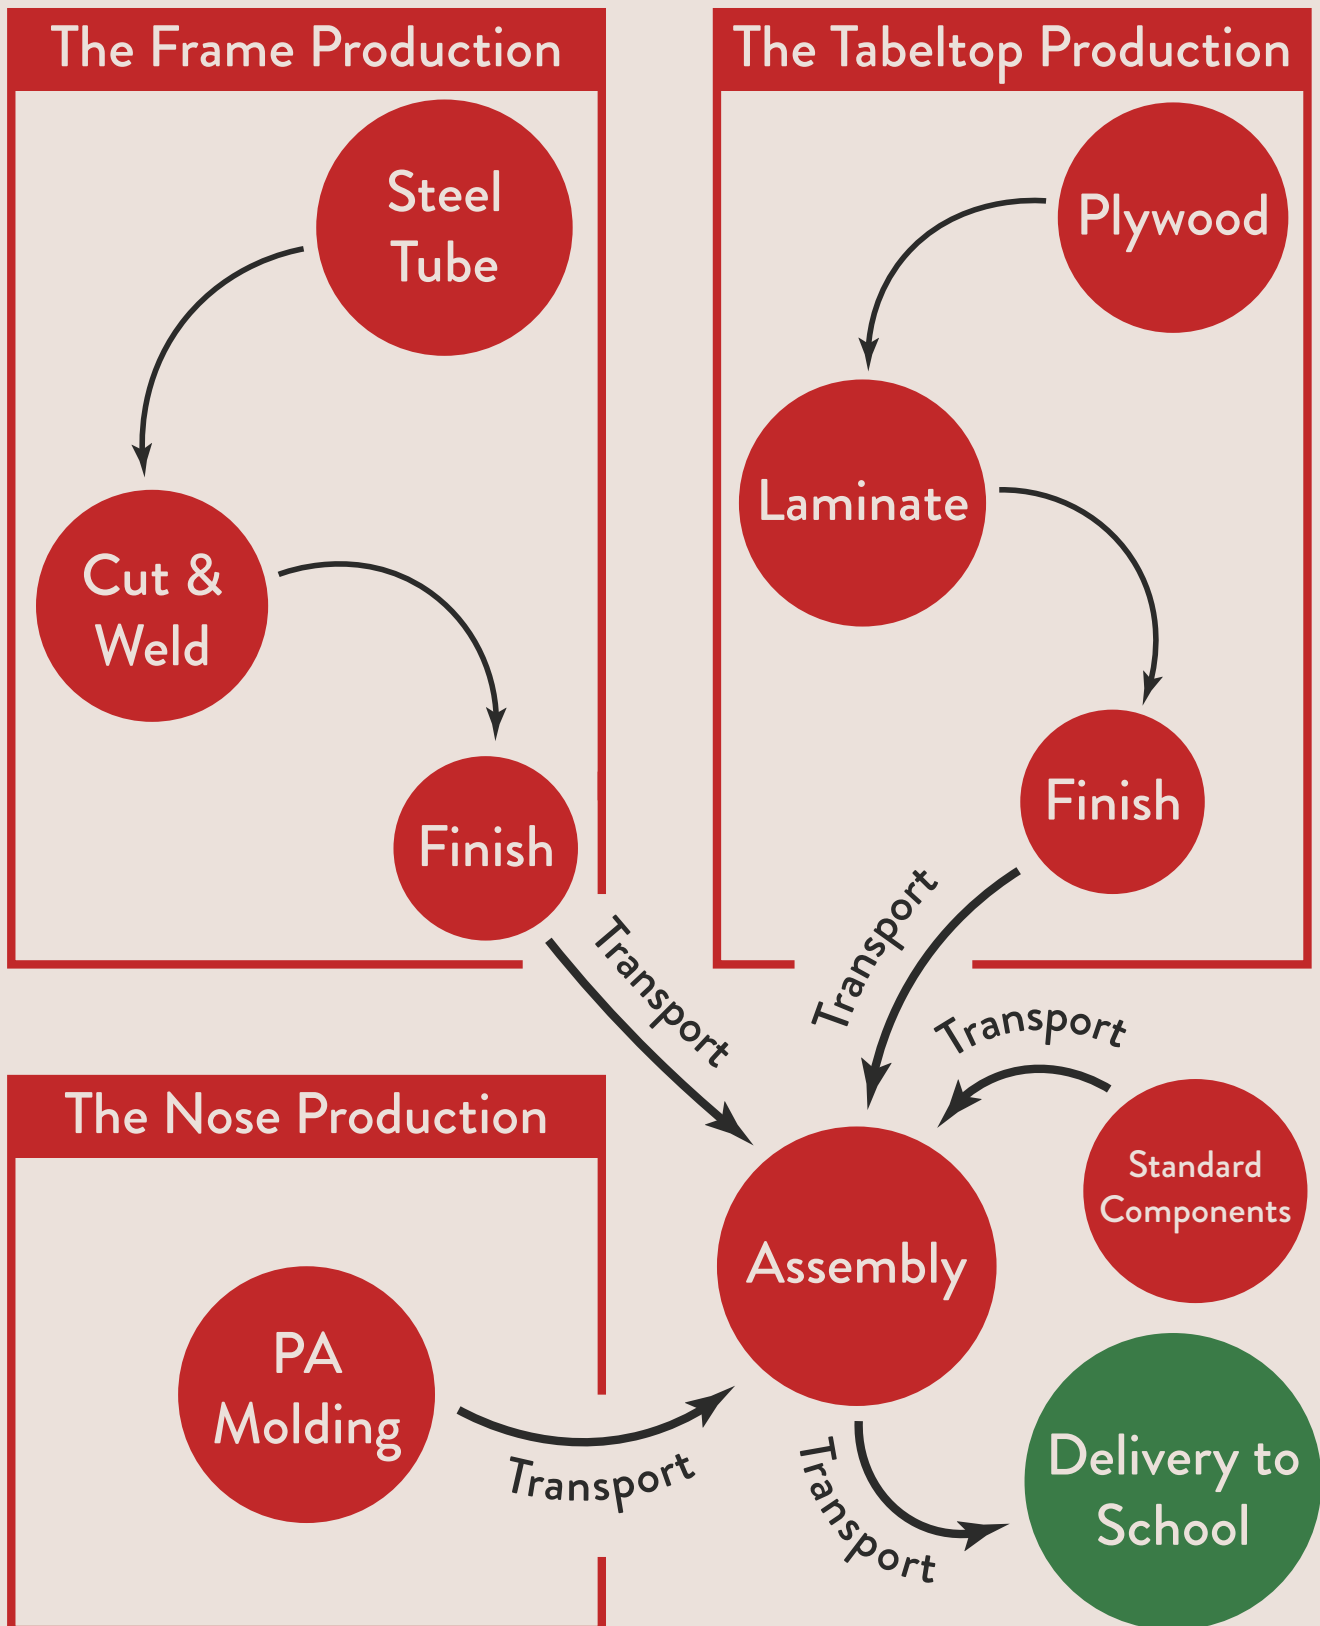 The Frame Production
Steel
Tube
Cut &
Weld
Finish
Transport
The Tabeltop Production
Plywood
Laminate
Finish
Transport
Transport
Standard
Components
The Nose Production
PA
Molding
Transport
Assembly
Transport
Delivery to
School